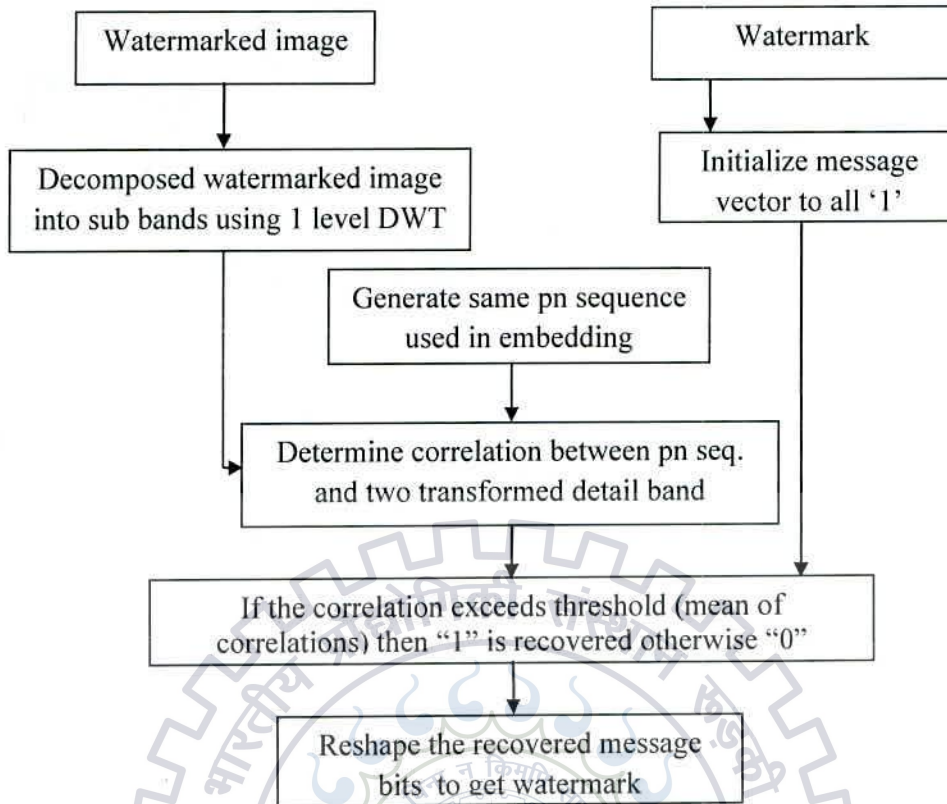 Watermarked image
Watermark
Decomposed watermarked image
into sub bands using 1 level DWT
Initialize message
vector to all ‘1’
Generate same pn sequence
used in embedding
Determine correlation between pn seq.
and two transformed detail band
If the correlation exceeds threshold (mean of
correlations) then “1” is recovered otherwise “0”
Reshape the recovered message
bits to get watermark
भारतीय प्रौद्योगिकी संस्थान रूड़की